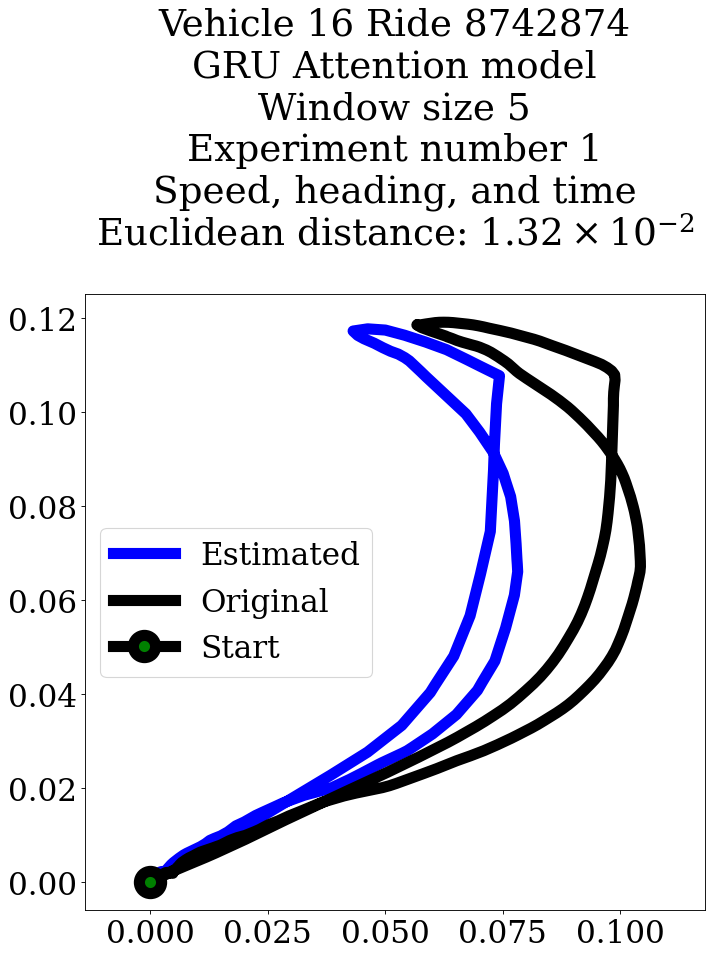 Vehicle 16 Ride 8742874
GRU Attention model
Window size 5
Experiment number 1
Speed, heading, and time
Euclidean distance: 1.32 × 10⁻²
0.12
0.10
0.08
0.06
0.04
0.02
0.00
Estimated
Original
Start
0.000 0.025 0.050 0.075 0.100